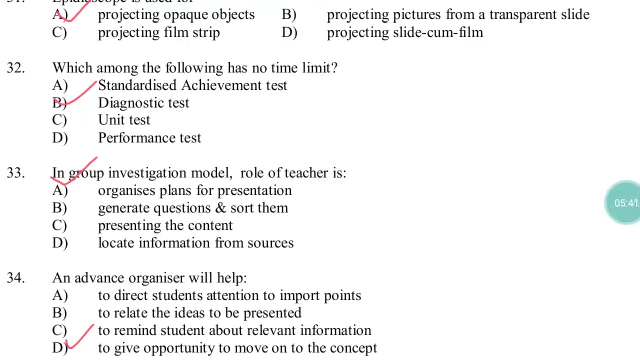 A) projecting opaque objects B) projecting pictures from a transparent slide
C) projecting film strip D) projecting slide-cum-film
32. Which among the following has no time limit?
A) Standardised Achievement test
B) Diagnostic test
C) Unit test
D) Performance test
33. In group investigation model, role of teacher is:
A) organises plans for presentation
B) generate questions & sort them
C) presenting the content
D) locate information from sources
05:41
34. An advance organiser will help:
A) to direct students attention to import points
B) to relate the ideas to be presented
C) to remind student about relevant information
D) to give opportunity to move on to the concept